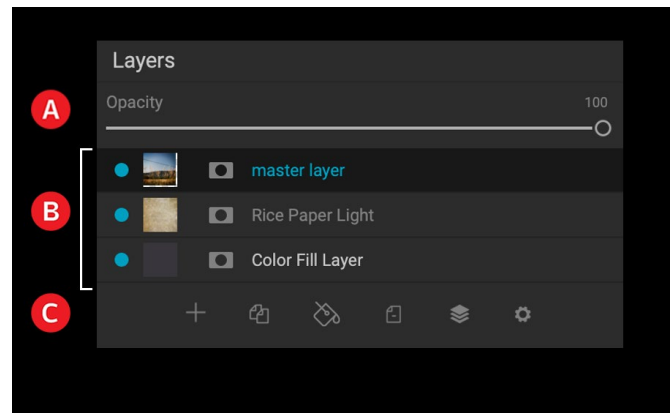 Layers
A
Opacity 100
master layer
B
Rice Paper Light
Color Fill Layer
C